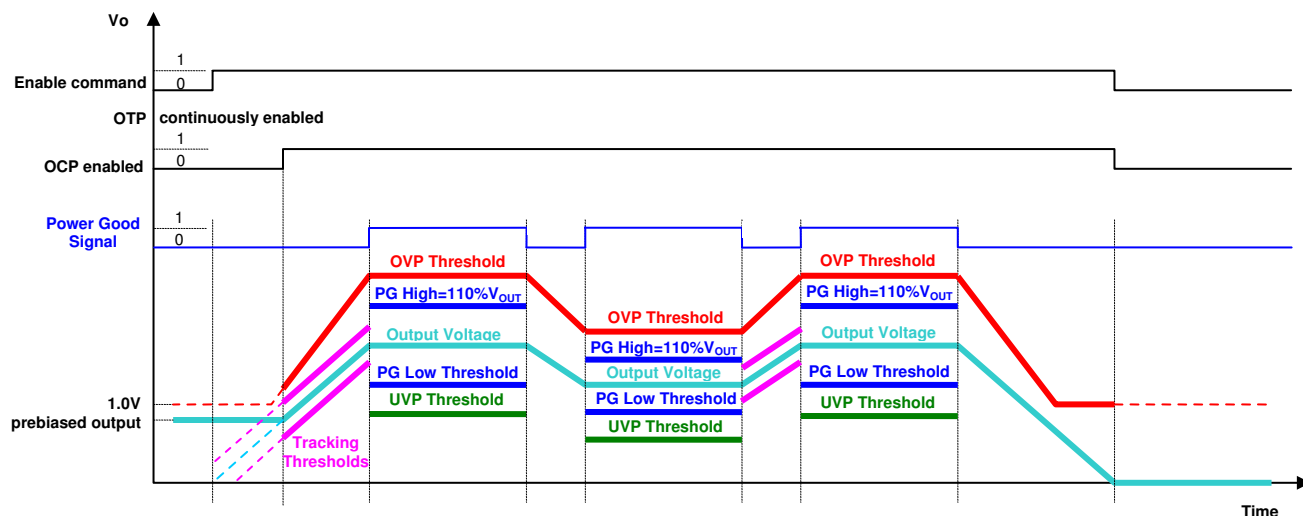 Vo
1
Enable command
0
OTP continuously enabled
1
OCP enabled
0
Power Good
Signal
1
0
OVP Threshold
PG High=110%VOUT
Output Voltage
PG Low Threshold
UVP Threshold
OVP Threshold
PG High=110%VOUT
Output Voltage
PG Low Threshold
UVP Threshold
OVP Threshold
PG High=110%VOUT
Output Voltage
PG Low Threshold
UVP Threshold
1.0V
prebiased output
Tracking
Thresholds
Time